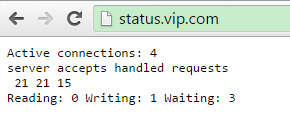 status.vip.com
Active connections: 4
server accepts handled requests
21 21 15
Reading: 0 Writing: 1 Waiting: 3